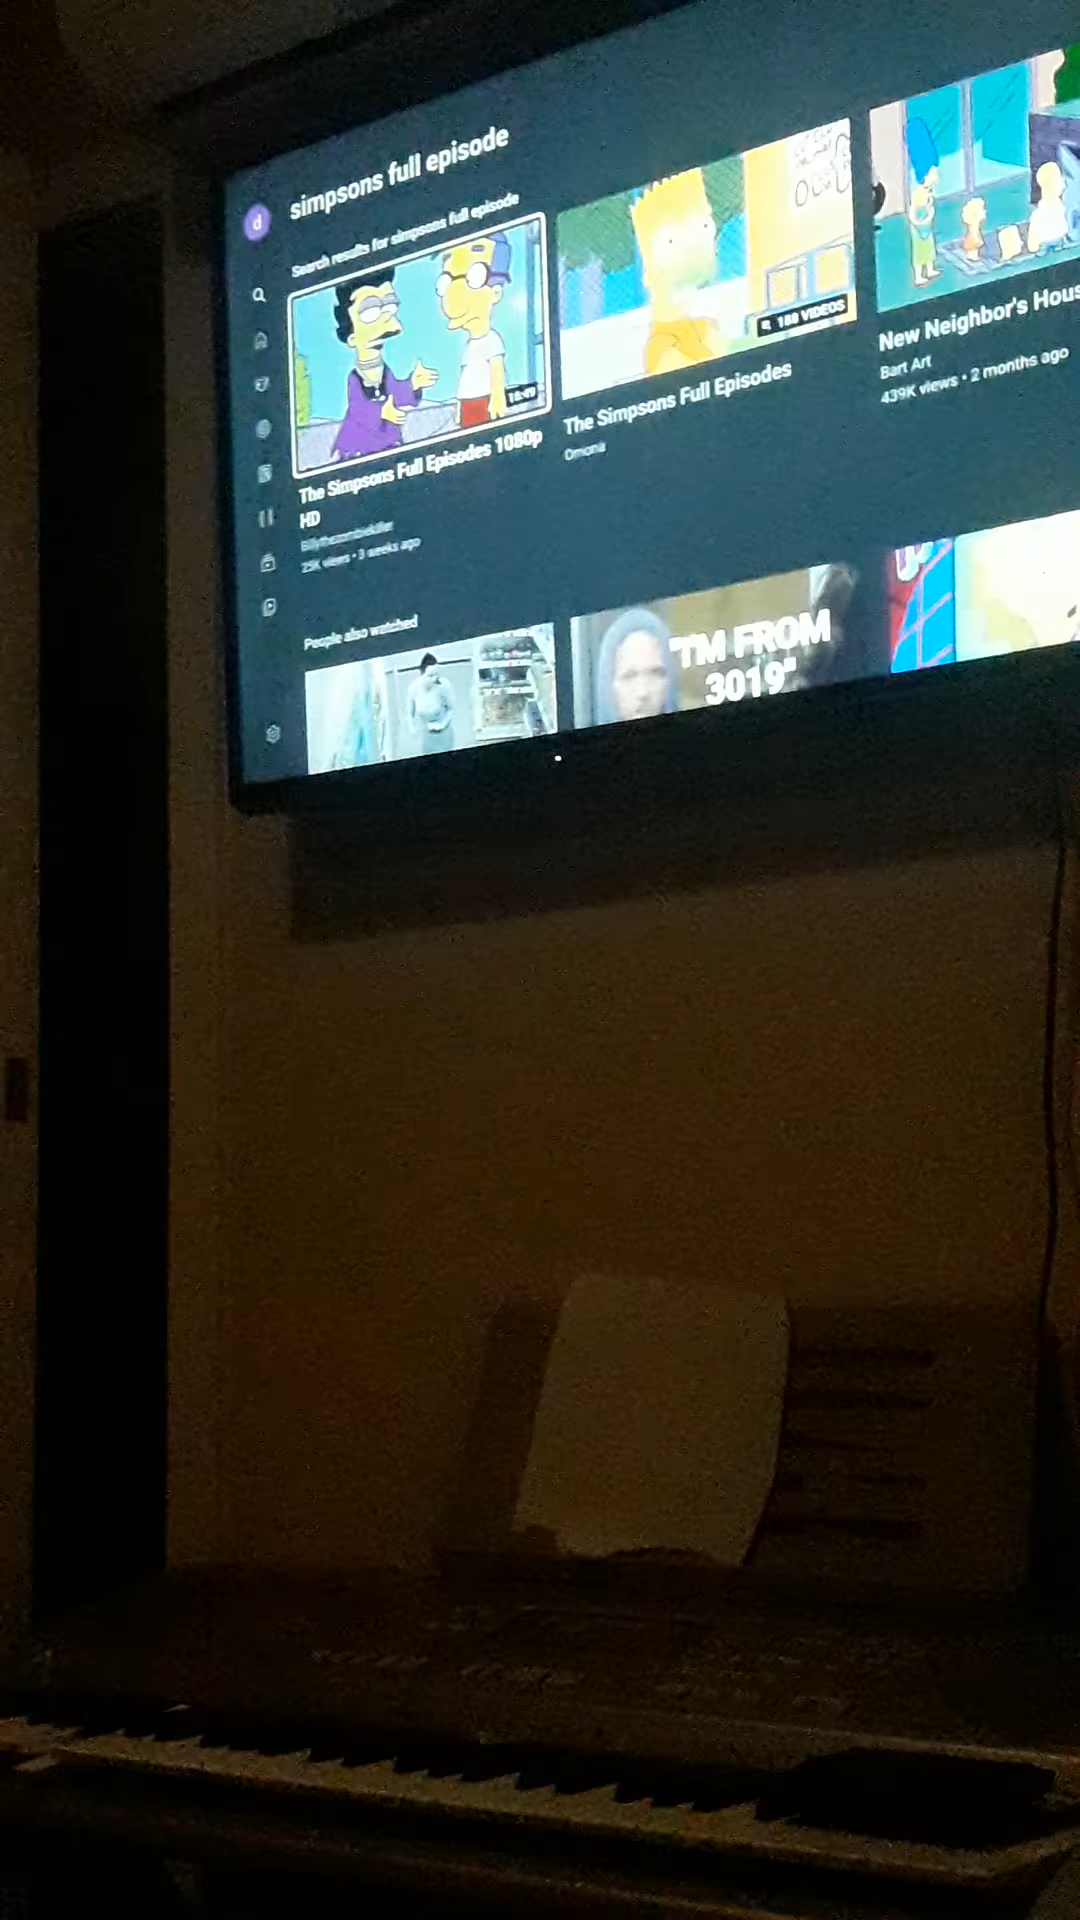 simpsons full episode
d
Search results for simpsons full episode
188 VIDEOS
The Simpsons Full Episodes 1080p
HD
25K views • 3 weeks ago
The Simpsons Full Episodes
Omona
New Neighbor's Hous
Bart Art
439K views • 2 months ago
People also watched
"I'M FROM
3019"